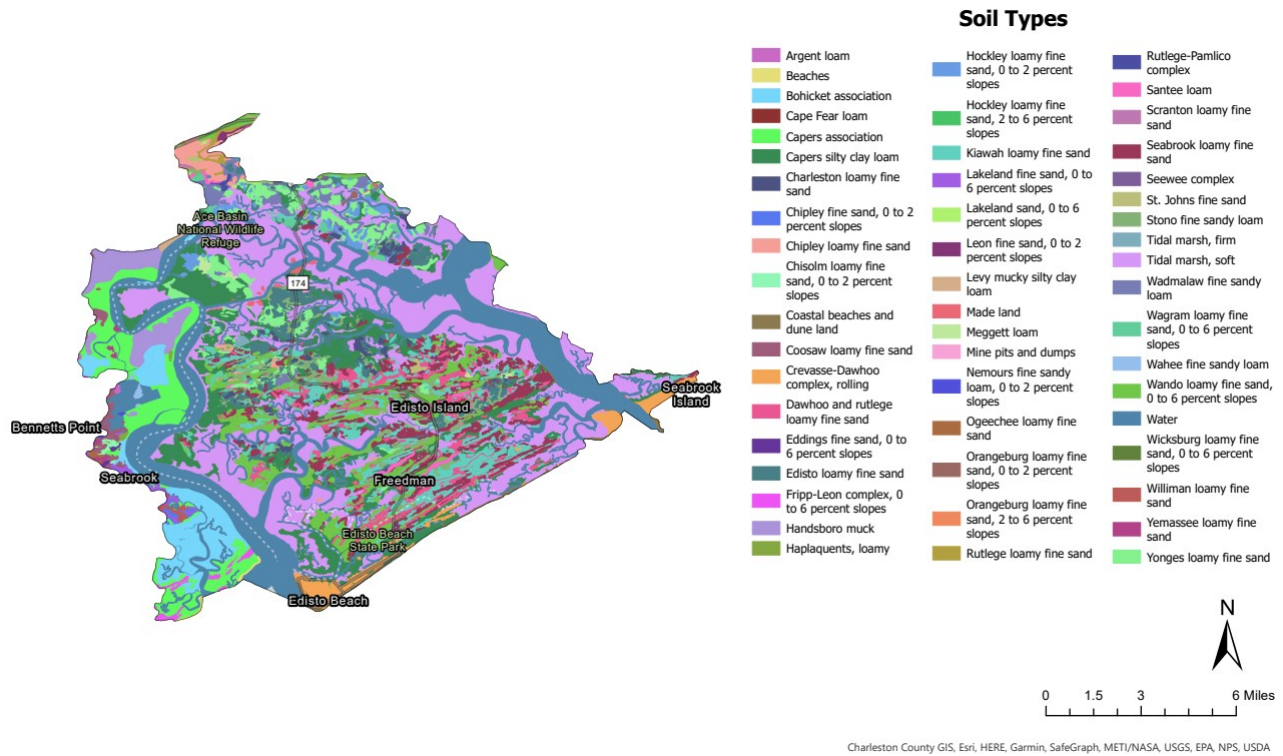 Soil Types
Argent loam
Beaches
Bohicket association
Cape Fear loam
Capers association
Capers silty clay loam
Charleston loamy fine
sand
Chipley fine sand, 0 to 2
percent slopes
Chipley loamy fine sand
Chisolm loamy fine
sand, 0 to 2 percent
slopes
Coastal beaches and
dune land
Coosaw loamy fine sand
Crevasse-Dawhoo
complex, rolling
Dawhoo and rutlege
loamy fine sand
Eddings fine sand, 0 to
6 percent slopes
Edisto loamy fine sand
Fripp-Leon complex, 0
to 6 percent slopes
Handsboro muck
Haplaquents, loamy
Hockley loamy fine
sand, 0 to 2 percent
slopes
Hockley loamy fine
sand, 2 to 6 percent
slopes
Kiawah loamy fine sand
Lakeland fine sand, 0 to
6 percent slopes
Lakeland sand, 0 to 6
percent slopes
Leon fine sand, 0 to 2
percent slopes
Levy mucky silty clay
loam
Made land
Meggett loam
Mine pits and dumps
Nemours fine sandy
loam, 0 to 2 percent
slopes
Ogeechee loamy fine
sand
Orangeburg loamy fine
sand, 0 to 2 percent
slopes
Orangeburg loamy fine
sand, 2 to 6 percent
slopes
Rutlege loamy fine sand
Rutlege-Pamlico
complex
Santee loam
Scranton loamy fine
sand
Seabrook loamy fine
sand
Seewee complex
St. Johns fine sand
Stono fine sandy loam
Tidal marsh, firm
Tidal marsh, soft
Wadmalaw fine sandy
loam
Wagram loamy fine
sand, 0 to 6 percent
slopes
Wahee fine sandy loam
Wando loamy fine sand,
0 to 6 percent slopes
Water
Wicksburg loamy fine
sand, 0 to 6 percent
slopes
Williman loamy fine
sand
Yemassee loamy fine
sand
Yonges loamy fine sand
Ace Basin
National Wildlife
Refuge
174
Seabrook
Island
Edisto Island
Bennetts Point
Seabrook
Freedman
Edisto Beach
State Park
Edisto Beach
N
0 1.5 3 6 Miles
Charleston County GIS, Esri, HERE, Garmin, SafeGraph, METI/NASA, USGS, EPA, NPS, USDA